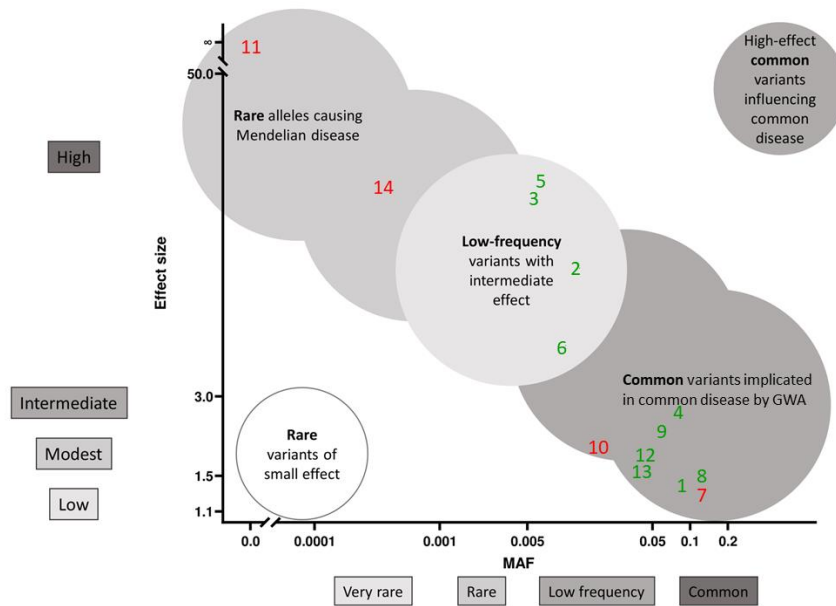 ∞
50.0
3.0
1.5
1.1
Effect size
High
Intermediate
Modest
Low
11
Rare alleles causing
Mendelian disease
14
5
3
Low-frequency
variants with
intermediate
effect
2
6
High-effect
common
variants
influencing
common
disease
Common variants implicated
in common disease by GWA
4
9
10
12
13
1
8
7
Rare
variants of
small effect
0.0
0.0001
0.001
0.005
0.05
0.1
0.2
MAF
Very rare
Rare
Low frequency
Common